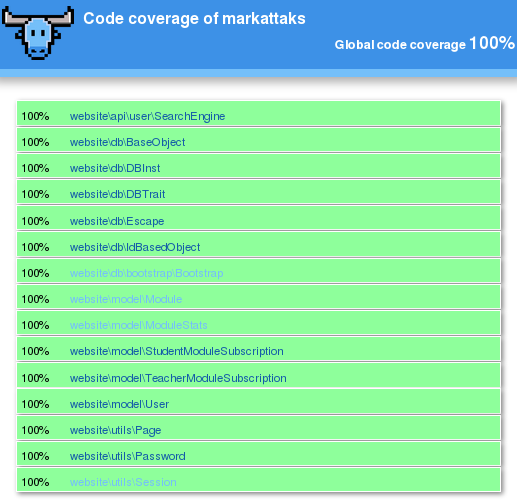 Code coverage of markattaks
Global code coverage 100%
100% website\api\user\SearchEngine
100% website\db\BaseObject
100% website\db\DBInst
100% website\db\DBTrait
100% website\db\Escape
100% website\db\IdBasedObject
100% website\db\bootstrap\Bootstrap
100% website\model\Module
100% website\model\ModuleStats
100% website\model\StudentModuleSubscription
100% website\model\TeacherModuleSubscription
100% website\model\User
100% website\utils\Page
100% website\utils\Password
100% website\utils\Session